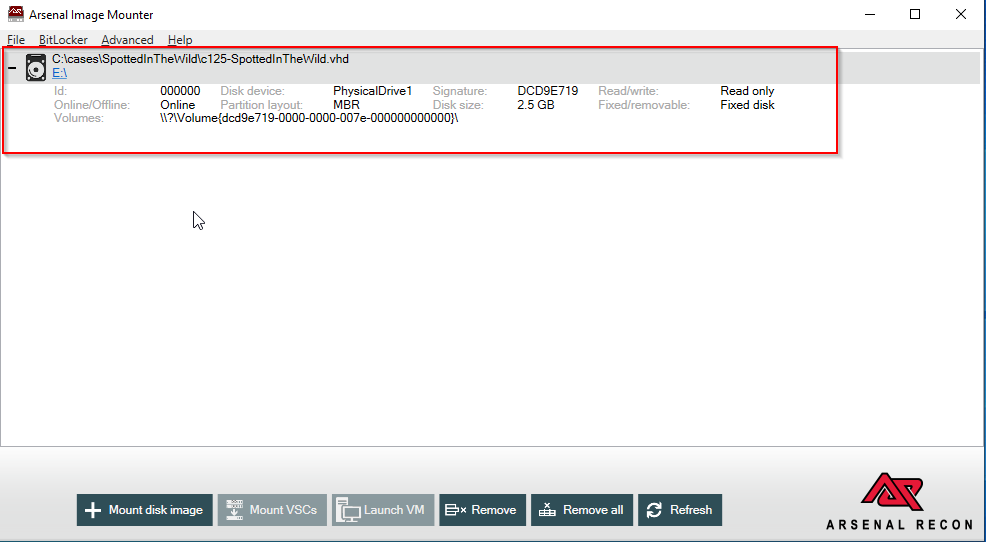 Arsenal Image Mounter
File BitLocker Advanced Help
C:\cases\SpottedInTheWild\c125-SpottedInTheWild.vhd
E:\
Id: 000000 Disk device: PhysicalDrive1 Signature: DCD9E719 Read/write: Read only
Online/Offline: Online Partition layout: MBR Disk size: 2.5 GB Fixed/removable: Fixed disk
Volumes: \\?\Volume{dcd9e719-0000-0000-007e-000000000000}\
Mount disk image Mount VSCs Launch VM Remove Remove all Refresh
ARSENAL RECON